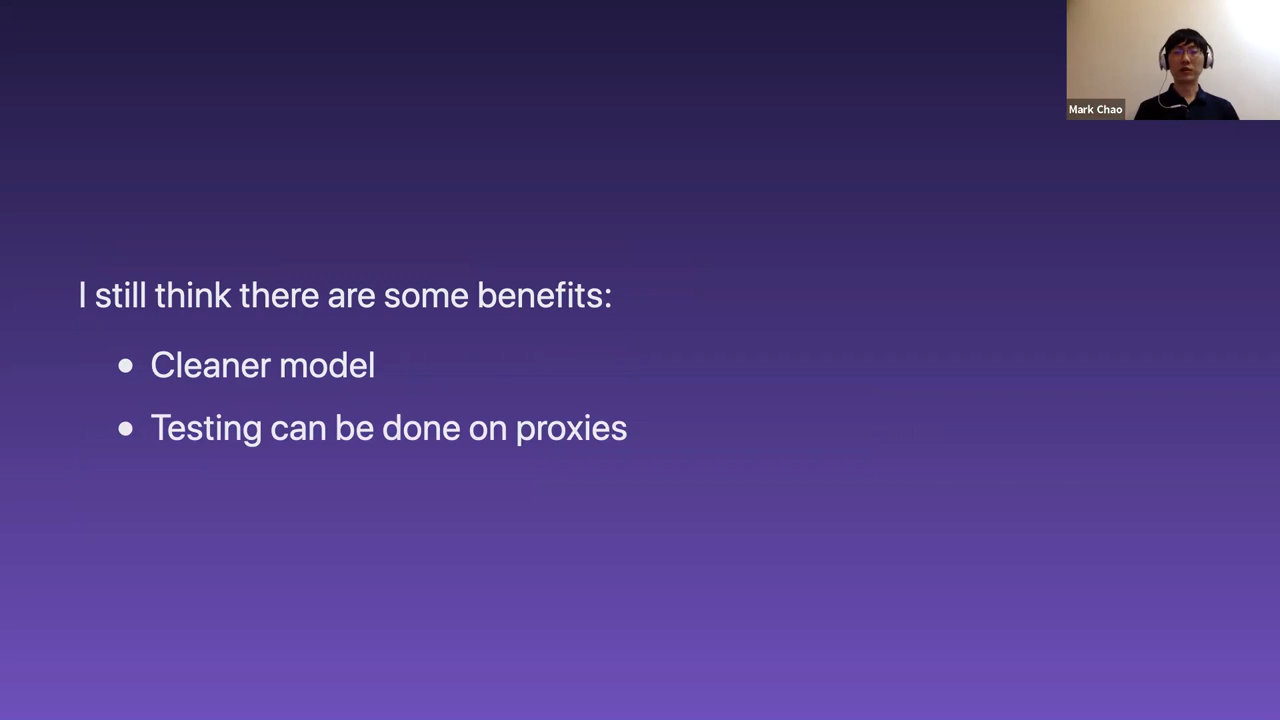 Mark Chao
I still think there are some benefits:
• Cleaner model
• Testing can be done on proxies